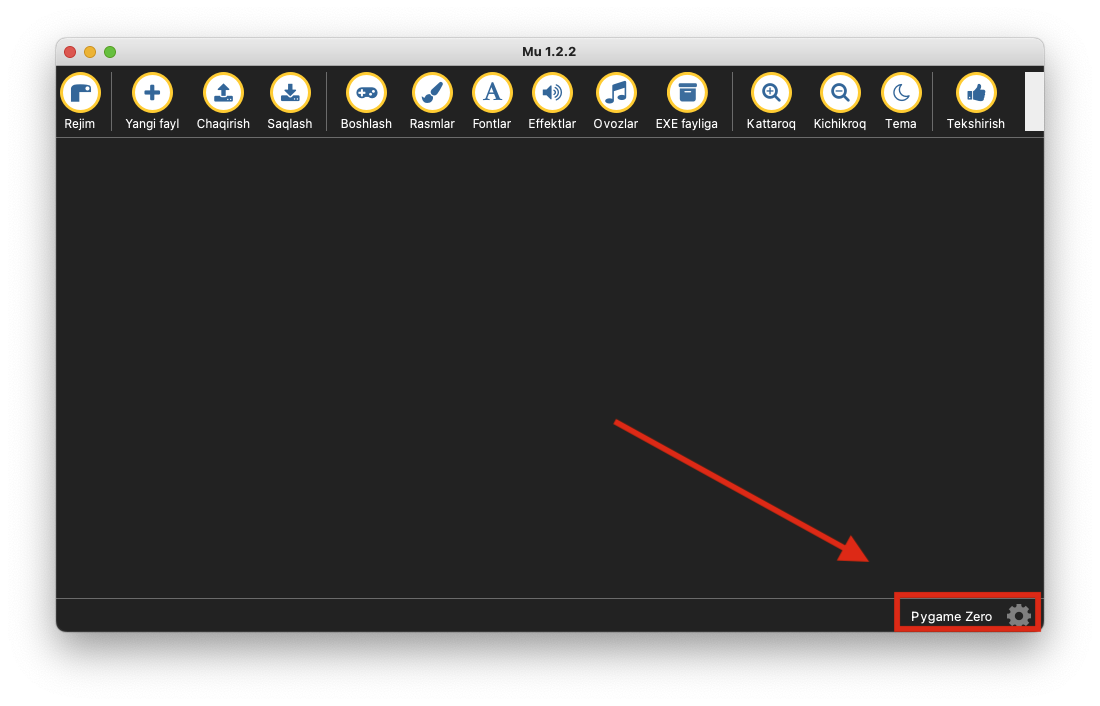 Mu 1.2.2
Rejim Yangi fayl Chaqirish Saqlash Boshlash Rasmlar Fontlar Effektlar Ovozlar EXE fayliga Kattaroq Kichikroq Tema Tekshirish
Pygame Zero